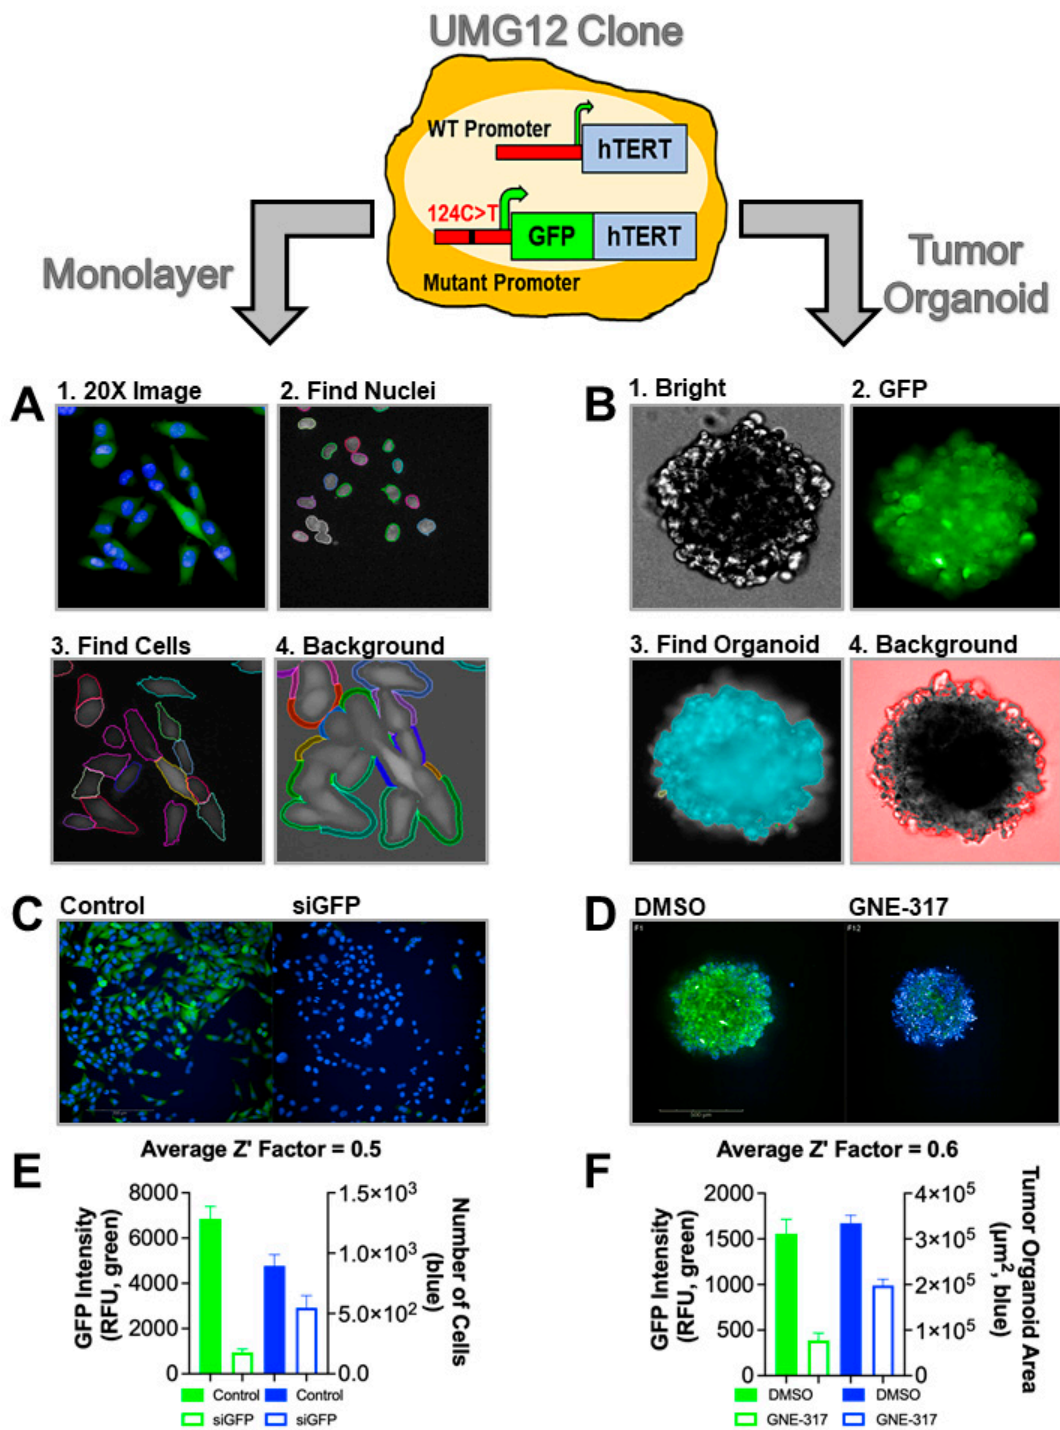 UMG12 Clone
WT Promoter
hTERT
124C>T
GFP
hTERT
Mutant Promoter
Monolayer
Tumor
Organoid
A
1. 20X Image
2. Find Nuclei
3. Find Cells
4. Background
B
1. Bright
2. GFP
3. Find Organoid
4. Background
C
Control
siGFP
D
DMSO
GNE-317
F1
F12
500 µm
Average Z' Factor = 0.5
E
GFP Intensity
(RFU, green)
8000
6000
4000
2000
0
1.5×10³
1.0×10³
5.0×10²
0.0
Number of Cells
(blue)
Control
Control
siGFP
siGFP
Average Z' Factor = 0.6
F
GFP Intensity
(RFU, green)
2000
1500
1000
500
0
4×10⁵
3×10⁵
2×10⁵
1×10⁵
0
Tumor Organoid Area
(µm², blue)
DMSO
DMSO
GNE-317
GNE-317